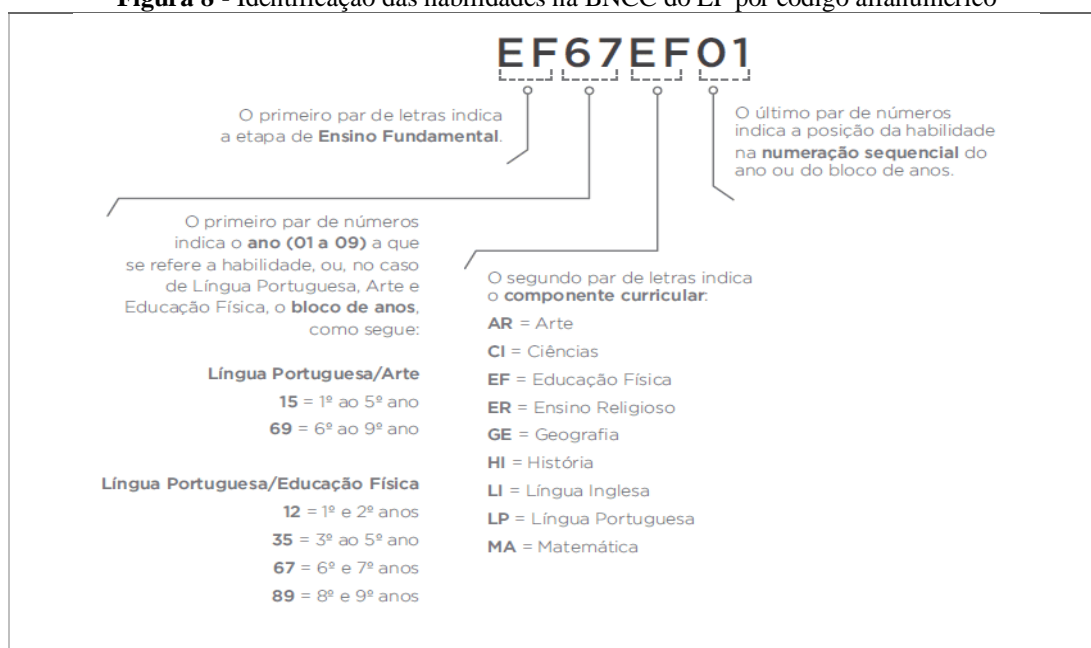 Figura 8 - Identificação das habilidades na BNCC do EF por código alfanumérico
EF67EF01
O primeiro par de letras indica
a etapa de Ensino Fundamental.
O último par de números
indica a posição da habilidade
na numeração sequencial do
ano ou do bloco de anos.
O primeiro par de números
indica o ano (01 a 09) a que
se refere a habilidade, ou, no caso
de Língua Portuguesa, Arte e
Educação Física, o bloco de anos,
como segue:
Língua Portuguesa/Arte
15 = 1º ao 5º ano
69 = 6º ao 9º ano
Língua Portuguesa/Educação Física
12 = 1º e 2º anos
35 = 3º ao 5º ano
67 = 6º e 7º anos
89 = 8º e 9º anos
O segundo par de letras indica
o componente curricular:
AR = Arte
CI = Ciências
EF = Educação Física
ER = Ensino Religioso
GE = Geografia
HI = História
LI = Língua Inglesa
LP = Língua Portuguesa
MA = Matemática